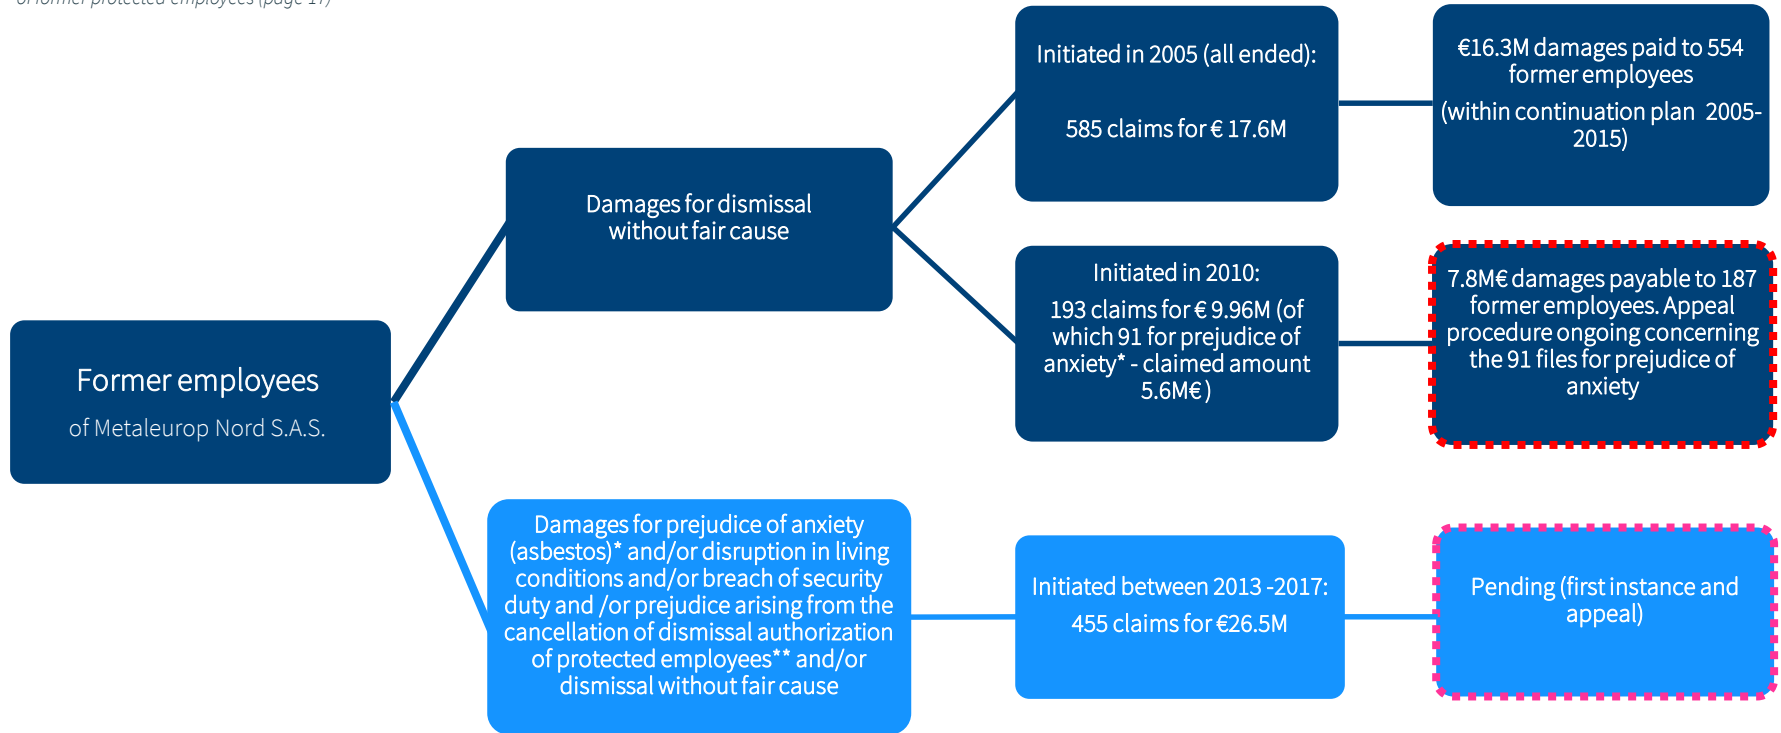 of former protected employees (page 17)
Initiated in 2005 (all ended):
585 claims for € 17.6M
€16.3M damages paid to 554
former employees
(within continuation plan  2005-
2015)
Damages for dismissal
without fair cause
Initiated in 2010:
193 claims for € 9.96M (of
which 91 for prejudice of
anxiety* - claimed amount
5.6M€ )
7.8M€ damages payable to 187
former employees. Appeal
procedure ongoing concerning
the 91 files for prejudice of
anxiety
Former employees
of Metaleurop Nord S.A.S.
Damages for prejudice of anxiety
(asbestos)* and/or disruption in living
conditions and/or breach of security
duty and /or prejudice arising from the
cancellation of dismissal authorization
of protected employees** and/or
dismissal without fair cause
Initiated between 2013 -2017:
455 claims for €26.5M
Pending (first instance and
appeal)